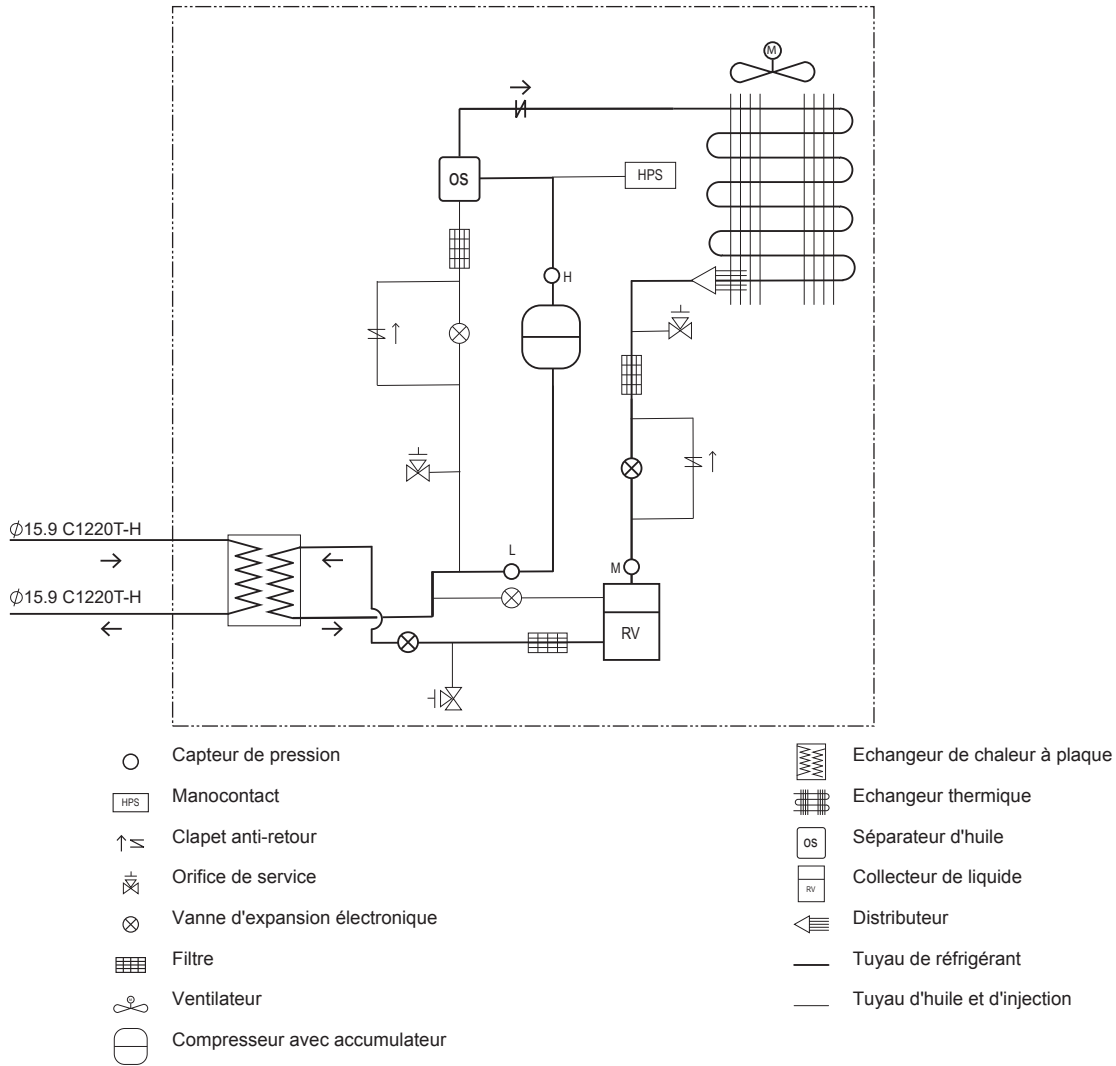 M
OS
HPS
H
Ø15.9 C1220T-H
L
M
Ø15.9 C1220T-H
RV
Capteur de pression
HPS
Manocontact
Clapet anti-retour
Orifice de service
Vanne d'expansion électronique
Filtre
M
Ventilateur
Compresseur avec accumulateur
Echangeur de chaleur à plaque
Echangeur thermique
OS
Séparateur d'huile
RV
Collecteur de liquide
Distributeur
Tuyau de réfrigérant
Tuyau d'huile et d'injection